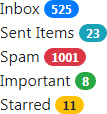 Inbox 525
Sent Items 23
Spam 1001
Important 8
Starred 11